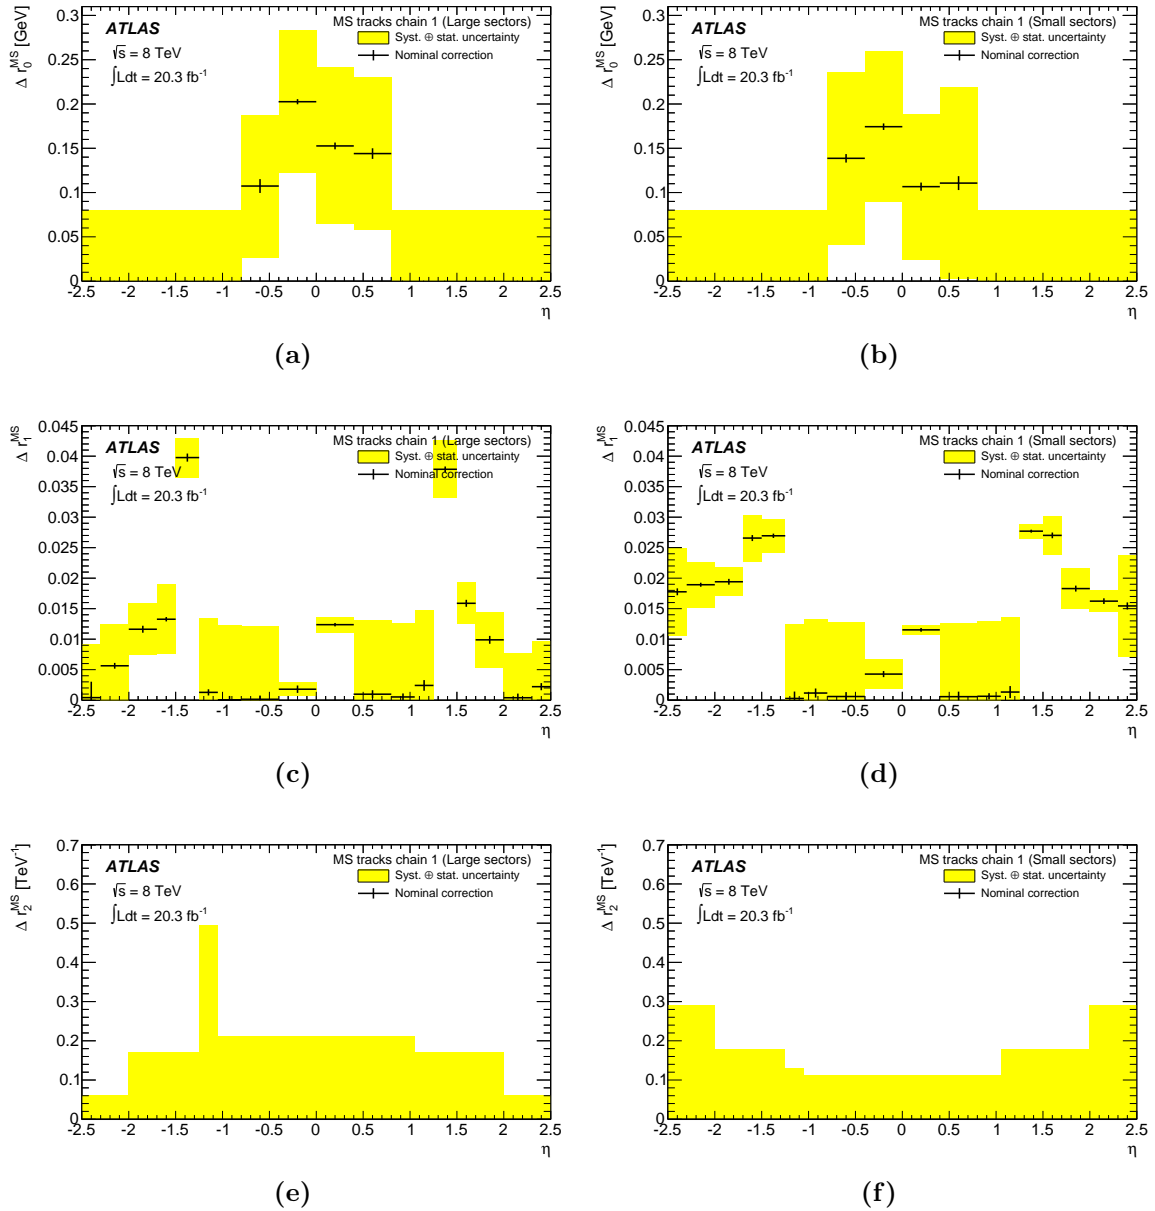 Δ r₀ᴹˢ [GeV]
0.3
0.25
0.2
0.15
0.1
0.05
0
ATLAS
√s = 8 TeV
∫Ldt = 20.3 fb⁻¹
MS tracks chain 1 (Large sectors)
Syst. ⊕ stat. uncertainty
Nominal correction
-2.5 -2 -1.5 -1 -0.5 0 0.5 1 1.5 2 2.5
η
(a)
Δ r₀ᴹˢ [GeV]
0.3
0.25
0.2
0.15
0.1
0.05
0
ATLAS
√s = 8 TeV
∫Ldt = 20.3 fb⁻¹
MS tracks chain 1 (Small sectors)
Syst. ⊕ stat. uncertainty
Nominal correction
-2.5 -2 -1.5 -1 -0.5 0 0.5 1 1.5 2 2.5
η
(b)
Δ r₁ᴹˢ
0.045
0.04
0.035
0.03
0.025
0.02
0.015
0.01
0.005
0
ATLAS
√s = 8 TeV
∫Ldt = 20.3 fb⁻¹
MS tracks chain 1 (Large sectors)
Syst. ⊕ stat. uncertainty
Nominal correction
-2.5 -2 -1.5 -1 -0.5 0 0.5 1 1.5 2 2.5
η
(c)
Δ r₁ᴹˢ
0.045
0.04
0.035
0.03
0.025
0.02
0.015
0.01
0.005
0
ATLAS
√s = 8 TeV
∫Ldt = 20.3 fb⁻¹
MS tracks chain 1 (Small sectors)
Syst. ⊕ stat. uncertainty
Nominal correction
-2.5 -2 -1.5 -1 -0.5 0 0.5 1 1.5 2 2.5
η
(d)
Δ r₂ᴹˢ [TeV⁻¹]
0.7
0.6
0.5
0.4
0.3
0.2
0.1
0
ATLAS
√s = 8 TeV
∫Ldt = 20.3 fb⁻¹
MS tracks chain 1 (Large sectors)
Syst. ⊕ stat. uncertainty
Nominal correction
-2.5 -2 -1.5 -1 -0.5 0 0.5 1 1.5 2 2.5
η
(e)
Δ r₂ᴹˢ [TeV⁻¹]
0.7
0.6
0.5
0.4
0.3
0.2
0.1
0
ATLAS
√s = 8 TeV
∫Ldt = 20.3 fb⁻¹
MS tracks chain 1 (Small sectors)
Syst. ⊕ stat. uncertainty
Nominal correction
-2.5 -2 -1.5 -1 -0.5 0 0.5 1 1.5 2 2.5
η
(f)